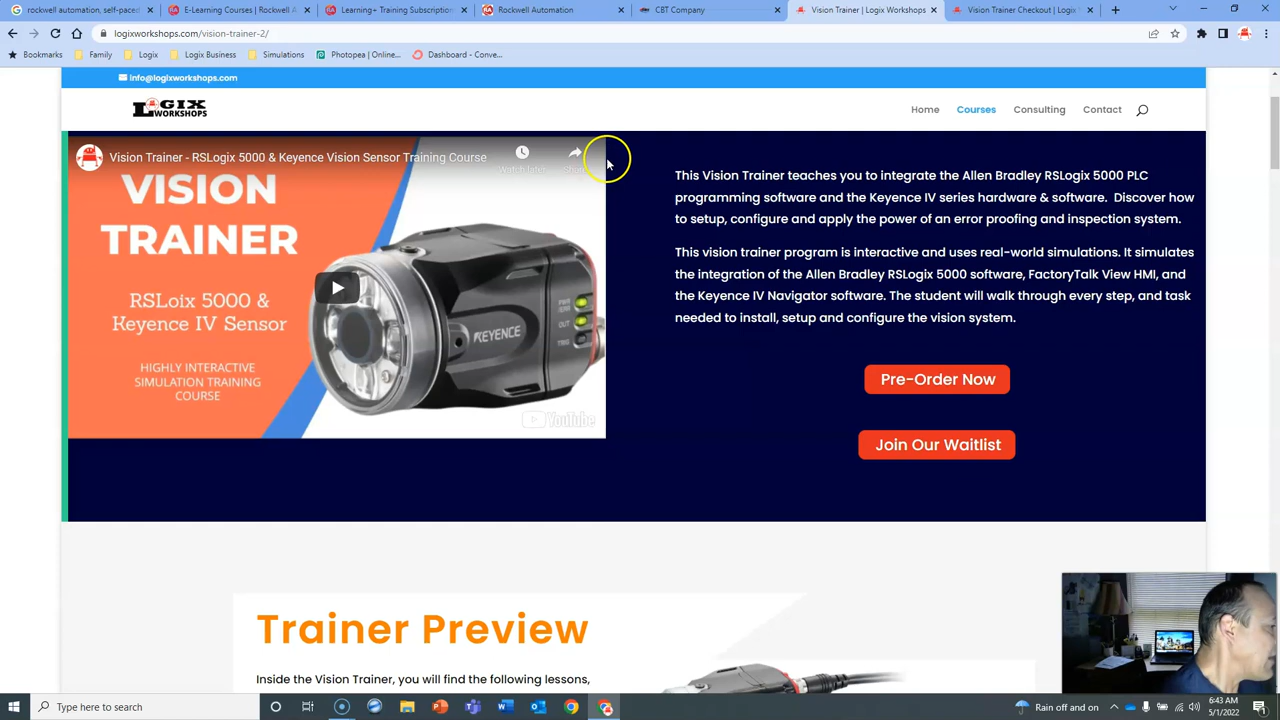 rockwell automation, self-paced
E-Learning Courses | Rockwell A
Learning+ Training Subscription
Rockwell Automation
CBT Company
Vision Trainer | Logix Workshops
Vision Trainer Checkout | Logix
logixworkshops.com/vision-trainer-2/
Bookmarks
Family
Logix
Logix Business
Simulations
Photopea | Online...
Dashboard - Conve...
info@logixworkshops.com
LOGIX
WORKSHOPS
Home
Courses
Consulting
Contact
Vision Trainer - RSLogix 5000 & Keyence Vision Sensor Training Course
Watch later
Share
VISION
TRAINER
RSLoix 5000 &
Keyence IV Sensor
HIGHLY INTERACTIVE
SIMULATION TRAINING
COURSE
PWR
OUT
TRIG
KEYENCE
YouTube
This Vision Trainer teaches you to integrate the Allen Bradley RSLogix 5000 PLC
programming software and the Keyence IV series hardware & software. Discover how
to setup, configure and apply the power of an error proofing and inspection system.
This vision trainer program is interactive and uses real-world simulations. It simulates
the integration of the Allen Bradley RSLogix 5000 software, FactoryTalk View HMI, and
the Keyence IV Navigator software. The student will walk through every step, and task
needed to install, setup and configure the vision system.
Pre-Order Now
Join Our Waitlist
Trainer Preview
Inside the Vision Trainer, you will find the following lessons,
Type here to search
Rain off and on
6:43 AM
5/1/2022